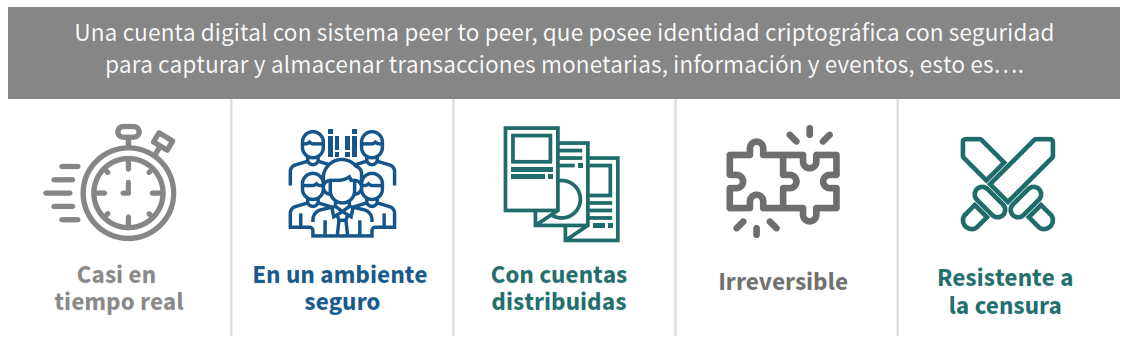 Una cuenta digital con sistema peer to peer, que posee identidad criptográfica con seguridad
para capturar y almacenar transacciones monetarias, información y eventos, esto es….
Casi en
tiempo real
En un ambiente
seguro
Con cuentas
distribuidas
Irreversible
Resistente a
la censura